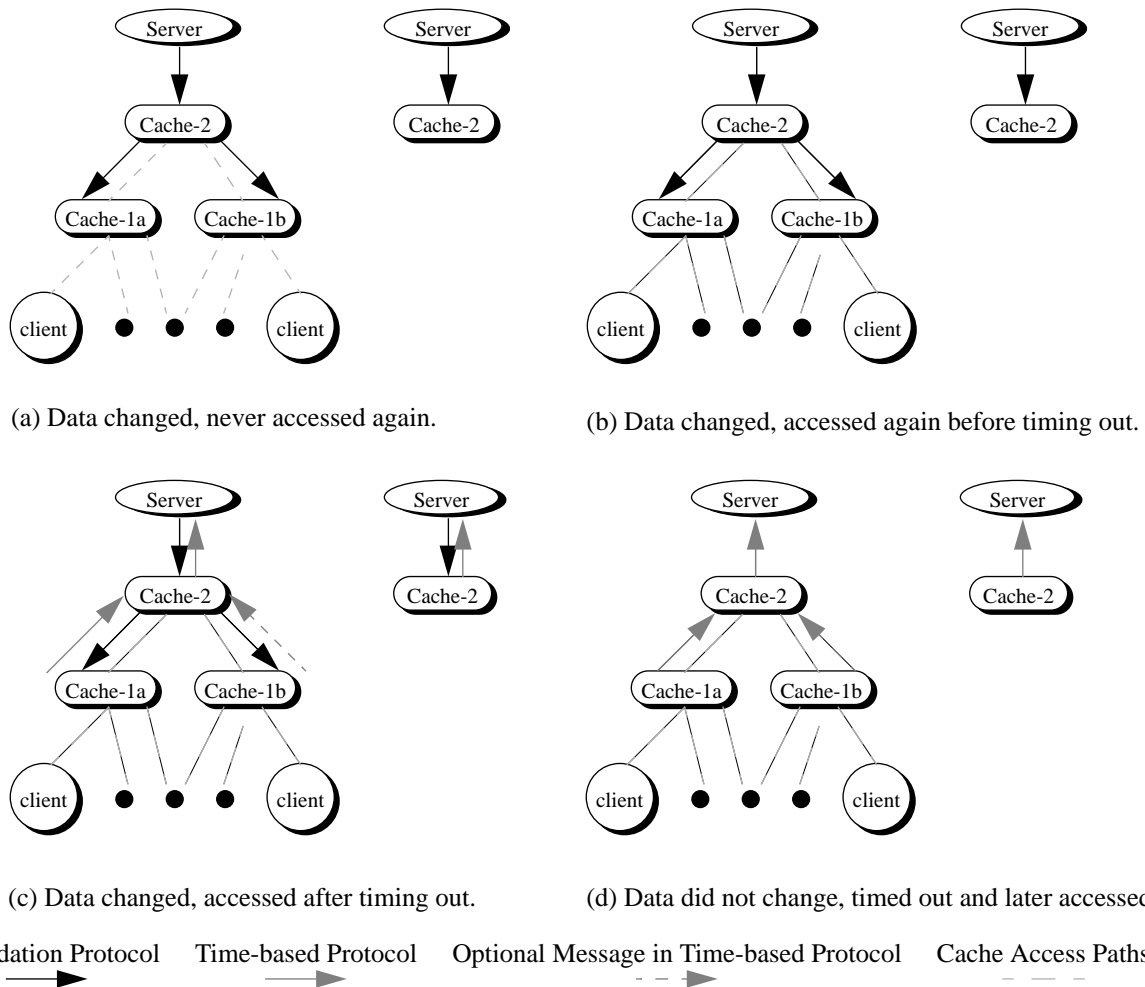 Server
Server
Cache-2
Cache-2
Cache-1a
Cache-1b
client
client
(a) Data changed, never accessed again.
Server
Server
Cache-2
Cache-2
Cache-1a
Cache-1b
client
client
(b) Data changed, accessed again before timing out.
Server
Server
Cache-2
Cache-2
Cache-1a
Cache-1b
client
client
(c) Data changed, accessed after timing out.
Server
Server
Cache-2
Cache-2
Cache-1a
Cache-1b
client
client
(d) Data did not change, timed out and later accessed
dation Protocol
Time-based Protocol
Optional Message in Time-based Protocol
Cache Access Paths